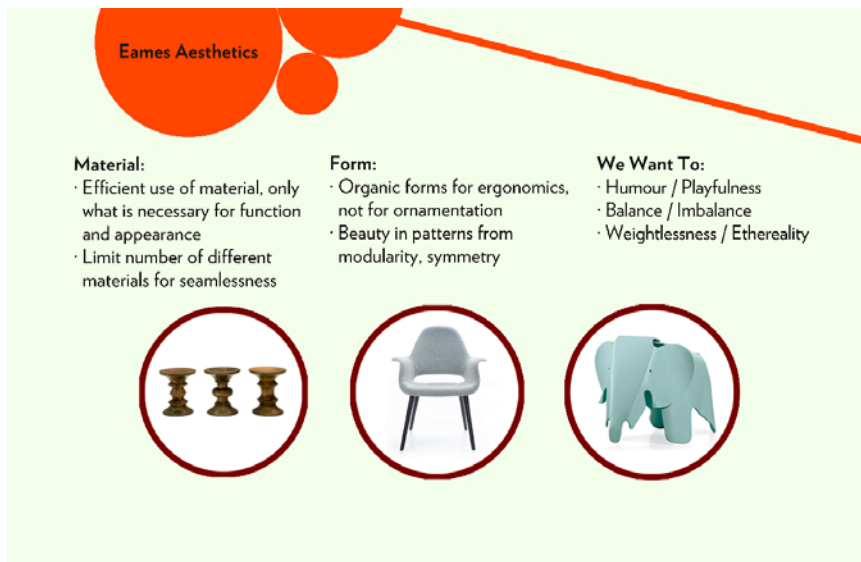 Eames Aesthetics
Material:
· Efficient use of material, only
what is necessary for function
and appearance
· Limit number of different
materials for seamlessness
Form:
· Organic forms for ergonomics,
not for ornamentation
· Beauty in patterns from
modularity, symmetry
We Want To:
· Humour / Playfulness
· Balance / Imbalance
· Weightlessness / Ethereality